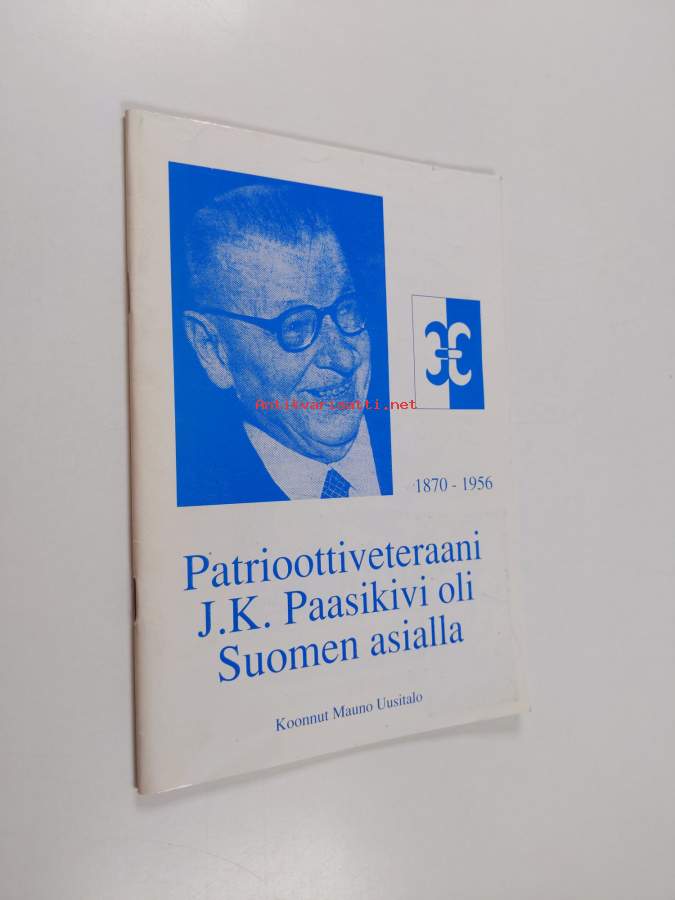 Antikvariaatti.net
1870 - 1956
Patrioottiveteraani
J.K. Paasikivi oli
Suomen asialla
Koonnut Mauno Uusitalo